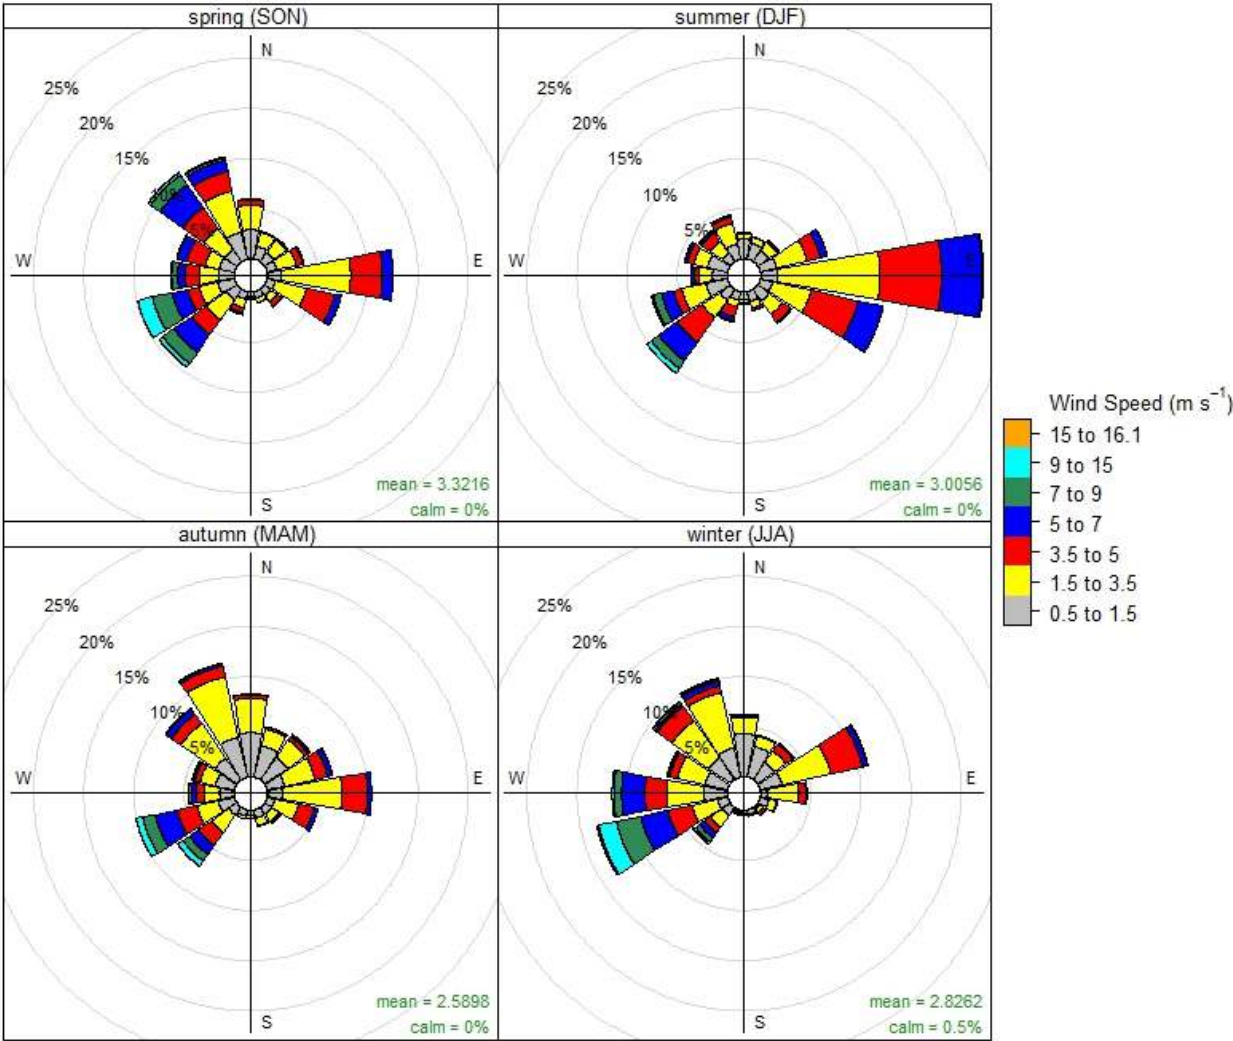 spring (SON)
N
25%
20%
15%
10%
5%
W
E
S
mean = 3.3216
calm = 0%
summer (DJF)
N
25%
20%
15%
10%
5%
W
E
S
mean = 3.0056
calm = 0%
autumn (MAM)
N
25%
20%
15%
10%
5%
W
E
S
mean = 2.5898
calm = 0%
winter (JJA)
N
25%
20%
15%
10%
5%
W
E
S
mean = 2.8262
calm = 0.5%
Wind Speed (m s⁻¹)
15 to 16.1
9 to 15
7 to 9
5 to 7
3.5 to 5
1.5 to 3.5
0.5 to 1.5